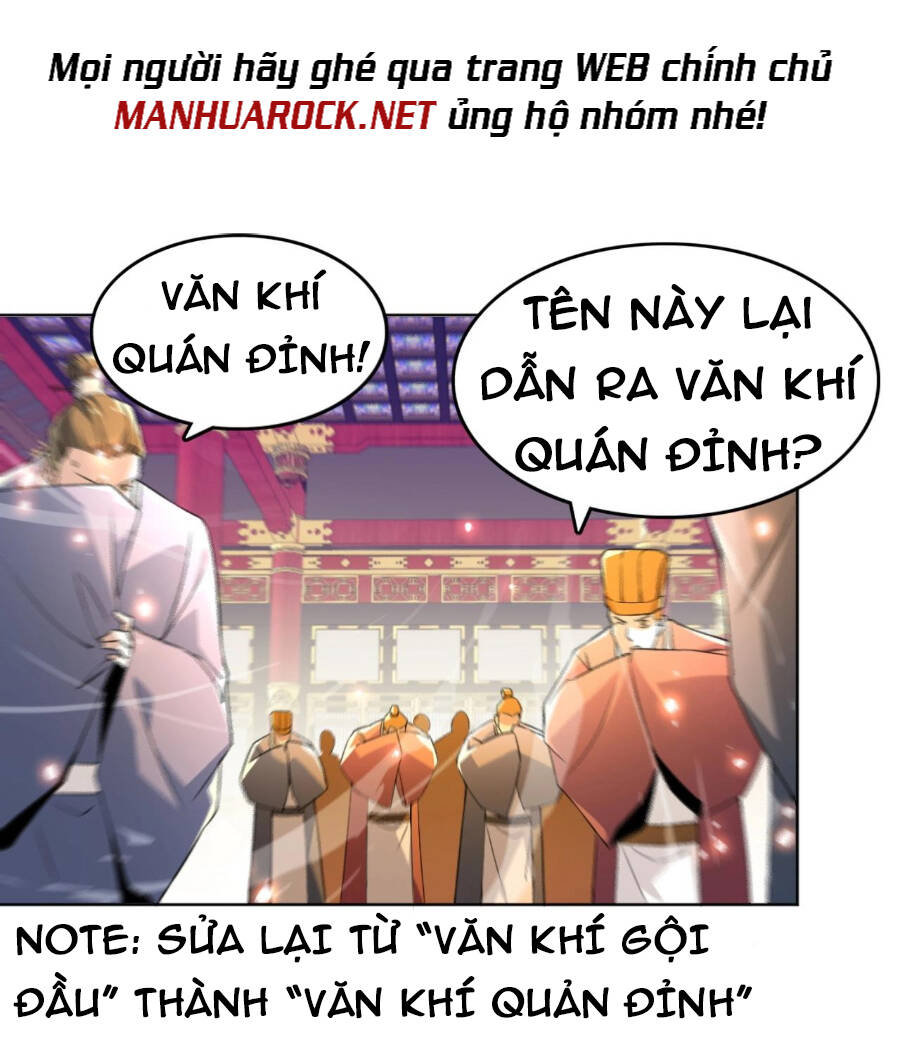 Mọi người hãy ghé qua trang WEB chính chủ
MANHUAROCK.NET ủng hộ nhóm nhé!
VĂN KHÍ
QUÁN ĐỈNH!
TÊN NÀY LẠI
DẪN RA VĂN KHÍ
QUÁN ĐỈNH?
NOTE: SỬA LẠI TỪ “VĂN KHÍ GỘI
ĐẦU” THÀNH “VĂN KHÍ QUẢN ĐỈNH”